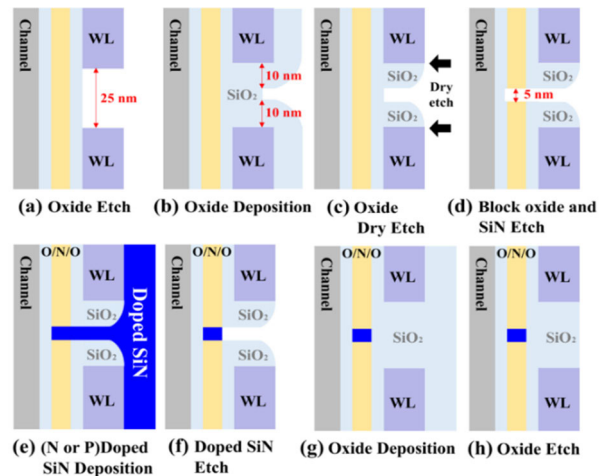 Channel
WL
25 nm
WL
(a) Oxide Etch
Channel
WL
10 nm
SiO₂
10 nm
WL
(b) Oxide Deposition
Channel
WL
SiO₂
Dry
etch
SiO₂
WL
(c) Oxide
Dry Etch
Channel
WL
SiO₂
5 nm
SiO₂
WL
(d) Block oxide and
SiN Etch
Channel
O/N/O
WL
SiO₂
SiO₂
WL
Doped SiN
(e) (N or P)Doped
SiN Deposition
Channel
O/N/O
WL
SiO₂
SiO₂
WL
(f) Doped SiN
Etch
Channel
O/N/O
WL
SiO₂
WL
(g) Oxide Deposition
Channel
O/N/O
WL
SiO₂
WL
(h) Oxide Etch